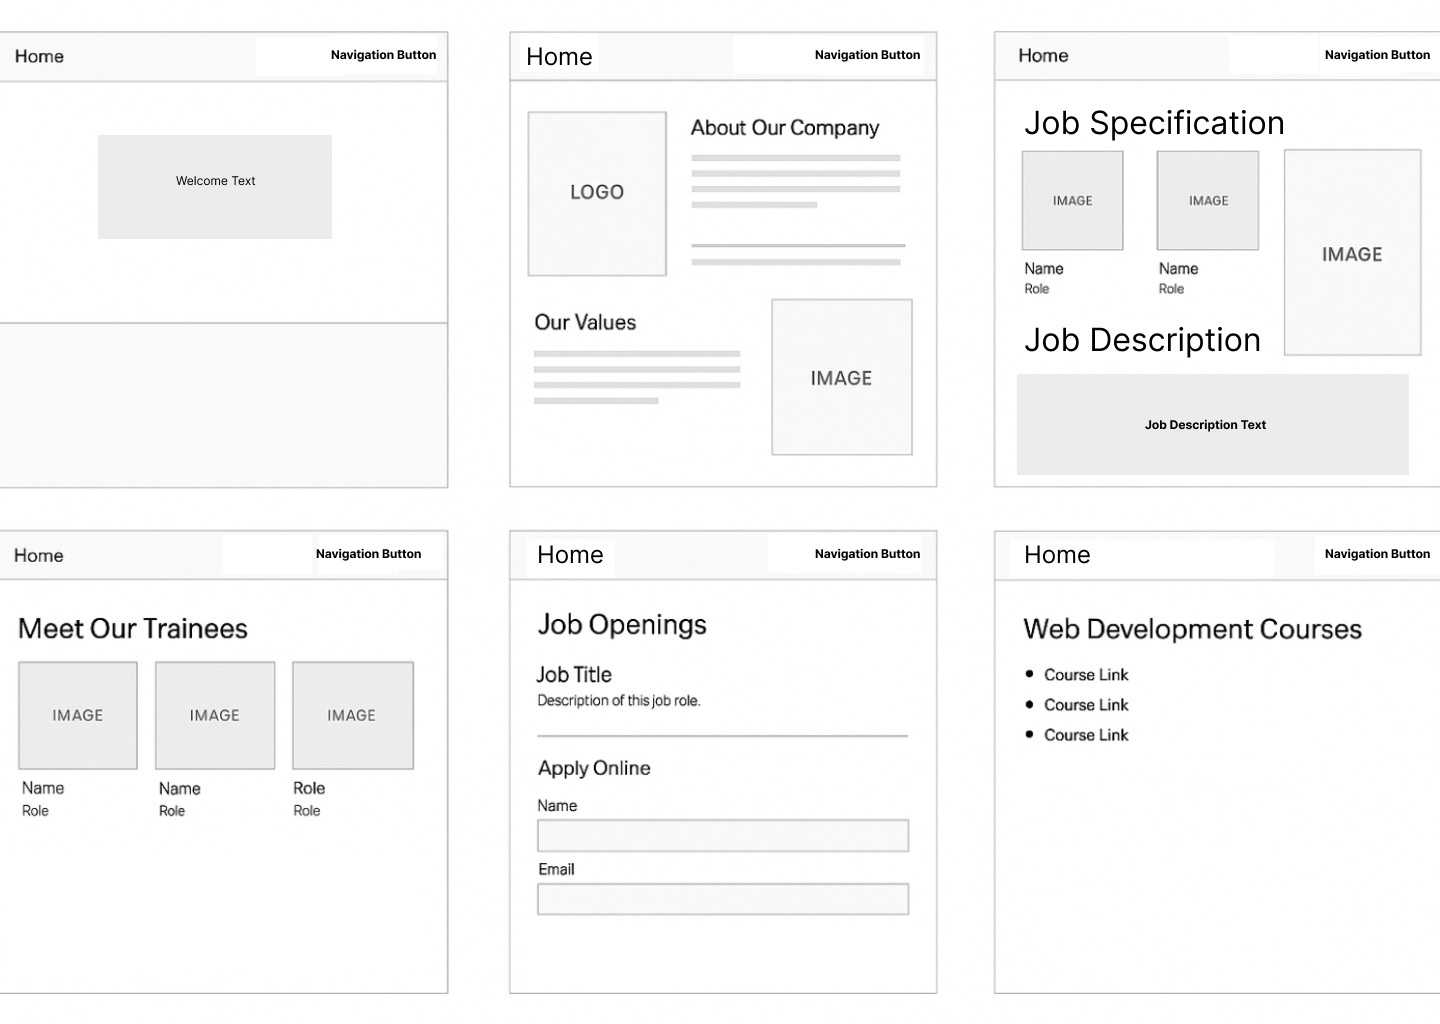 Home
Navigation Button
Welcome Text
Home
Navigation Button
LOGO
About Our Company
Our Values
IMAGE
Home
Navigation Button
Job Specification
IMAGE
IMAGE
IMAGE
Name
Name
Role
Role
Job Description
Job Description Text
Home
Navigation Button
Meet Our Trainees
IMAGE
IMAGE
IMAGE
Name
Name
Role
Role
Role
Role
Home
Navigation Button
Job Openings
Job Title
Description of this job role.
Apply Online
Name
Email
Home
Navigation Button
Web Development Courses
Course Link
Course Link
Course Link